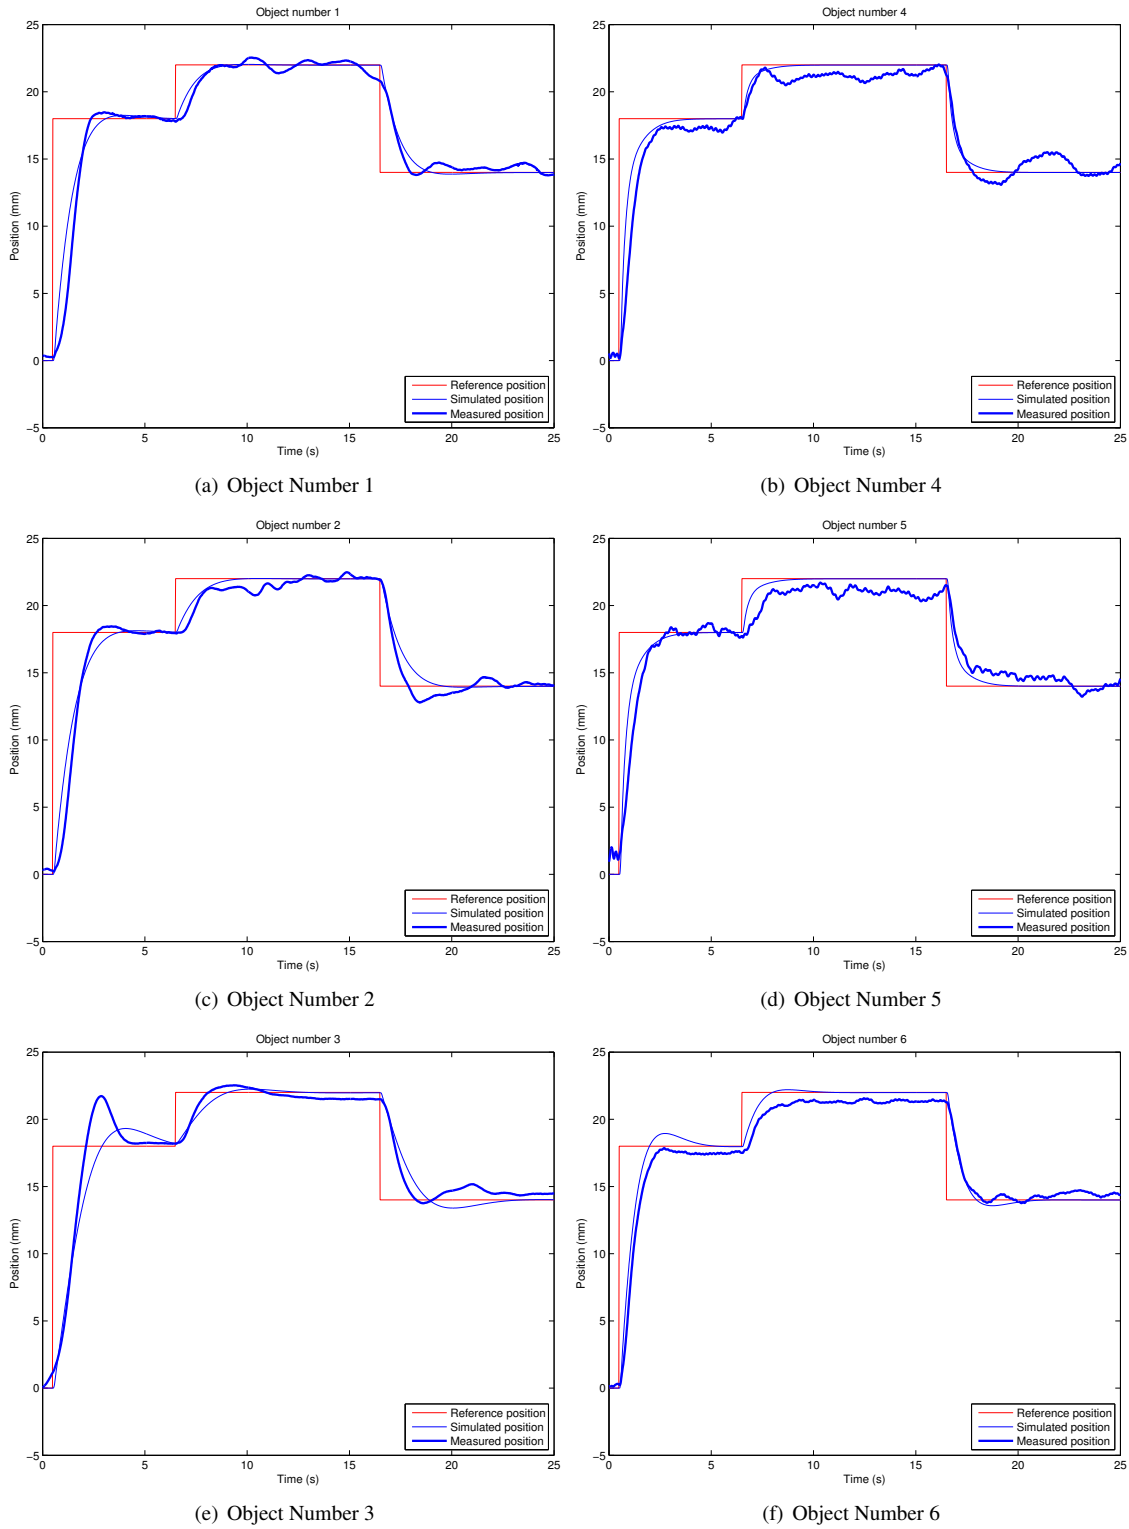 Object number 1
25
20
15
10
5
0
−5
0 5 10 15 20 25
Position (mm)
Time (s)
Reference position
Simulated position
Measured position
(a) Object Number 1
Object number 4
25
20
15
10
5
0
−5
0 5 10 15 20 25
Position (mm)
Time (s)
Reference position
Simulated position
Measured position
(b) Object Number 4
Object number 2
25
20
15
10
5
0
−5
0 5 10 15 20 25
Position (mm)
Time (s)
Reference position
Simulated position
Measured position
(c) Object Number 2
Object number 5
25
20
15
10
5
0
−5
0 5 10 15 20 25
Position (mm)
Time (s)
Reference position
Simulated position
Measured position
(d) Object Number 5
Object number 3
25
20
15
10
5
0
−5
0 5 10 15 20 25
Position (mm)
Time (s)
Reference position
Simulated position
Measured position
(e) Object Number 3
Object number 6
25
20
15
10
5
0
−5
0 5 10 15 20 25
Position (mm)
Time (s)
Reference position
Simulated position
Measured position
(f) Object Number 6